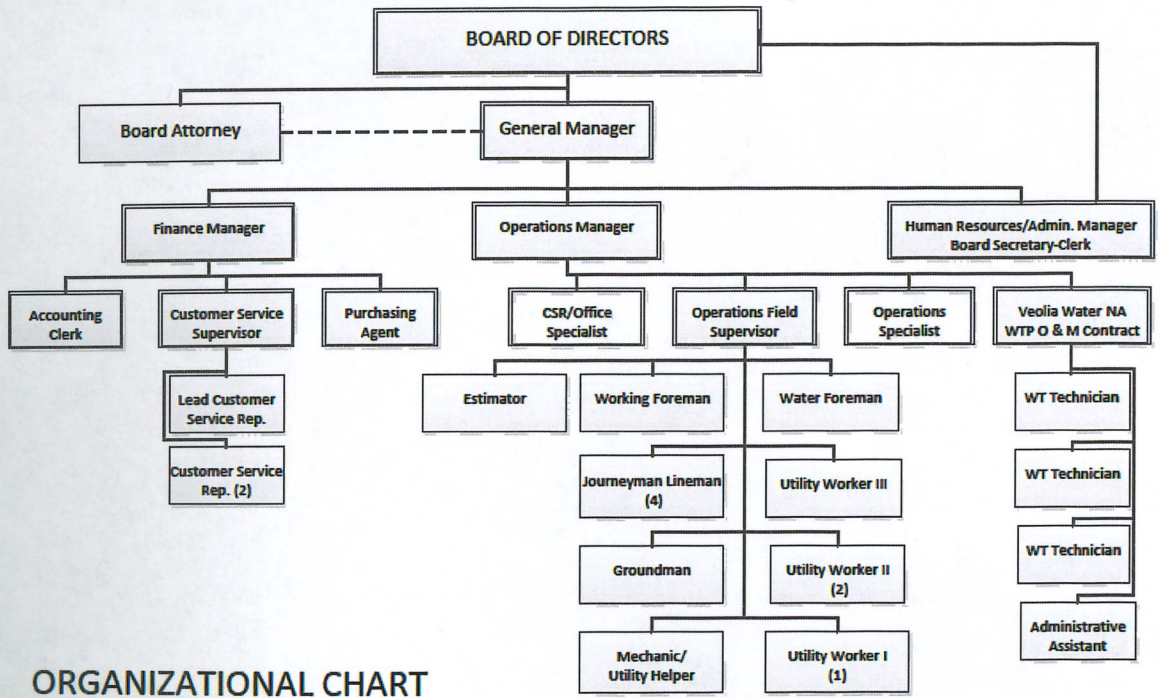 BOARD OF DIRECTORS
Board Attorney
General Manager
Finance Manager
Operations Manager
Human Resources/Admin. Manager
Board Secretary-Clerk
Accounting
Clerk
Customer Service
Supervisor
Purchasing
Agent
CSR/Office
Specialist
Operations Field
Supervisor
Operations
Specialist
Veolia Water NA
WTP O & M Contract
Lead Customer
Service Rep.
Customer Service
Rep. (2)
Estimator
Working Foreman
Water Foreman
Journeyman Lineman
(4)
Utility Worker III
Groundman
Utility Worker II
(2)
Mechanic/
Utility Helper
Utility Worker I
(1)
WT Technician
WT Technician
WT Technician
Administrative
Assistant
ORGANIZATIONAL CHART